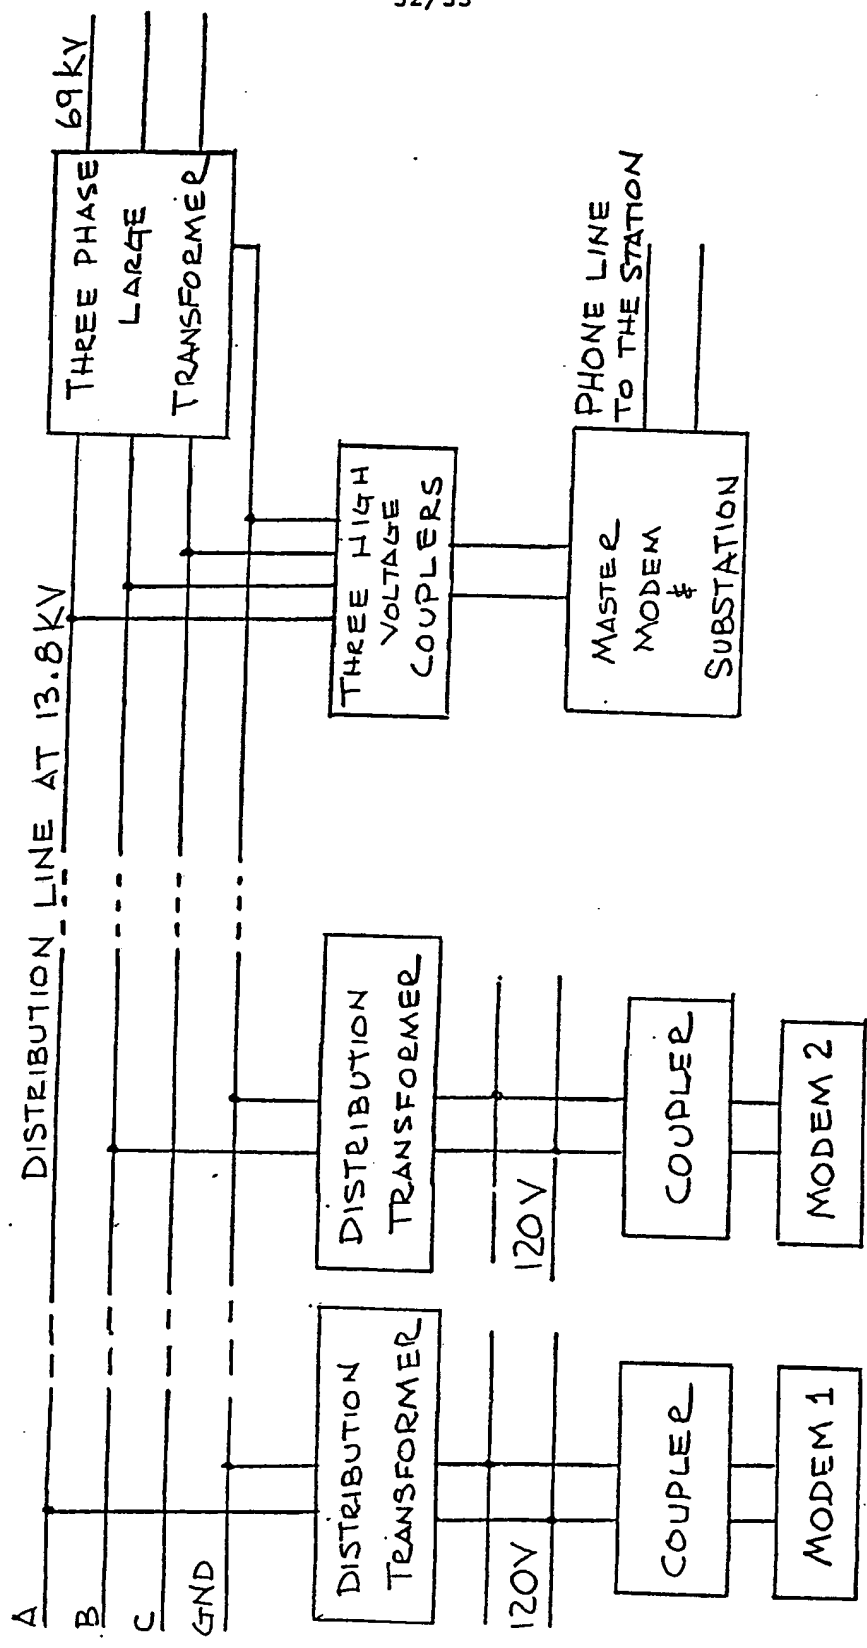 DISTRIBUTION LINE AT 13.8KV
69kV
A
B
C
GND
THREE PHASE
LARGE
TRANSFORMER
DISTRIBUTION
TRANSFORMER
DISTRIBUTION
TRANSFORMER
THREE HIGH
VOLTAGE
COUPLERS
120V
120V
PHONE LINE
TO THE STATION
MASTER
MODEM
&
SUBSTATION
COUPLER
COUPLER
MODEM 1
MODEM 2